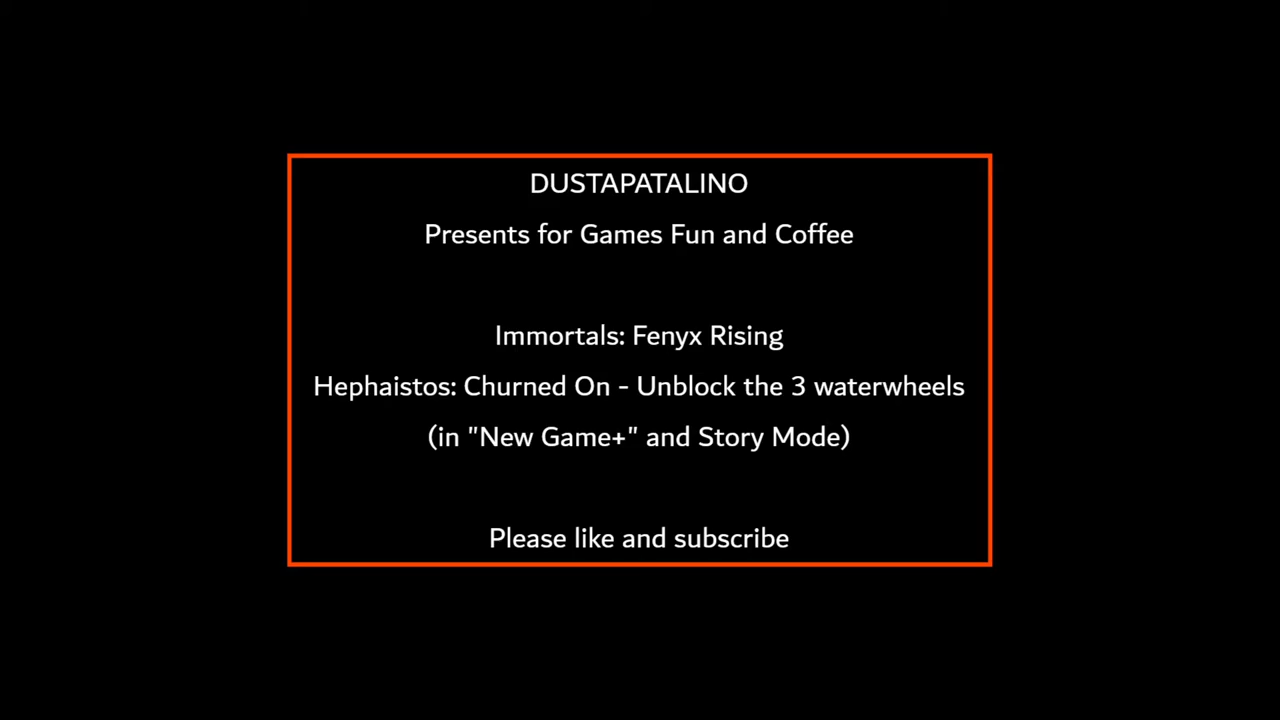 DUSTAPATALINO
Presents for Games Fun and Coffee
Immortals: Fenyx Rising
Hephaistos: Churned On - Unblock the 3 waterwheels
(in "New Game+" and Story Mode)
Please like and subscribe